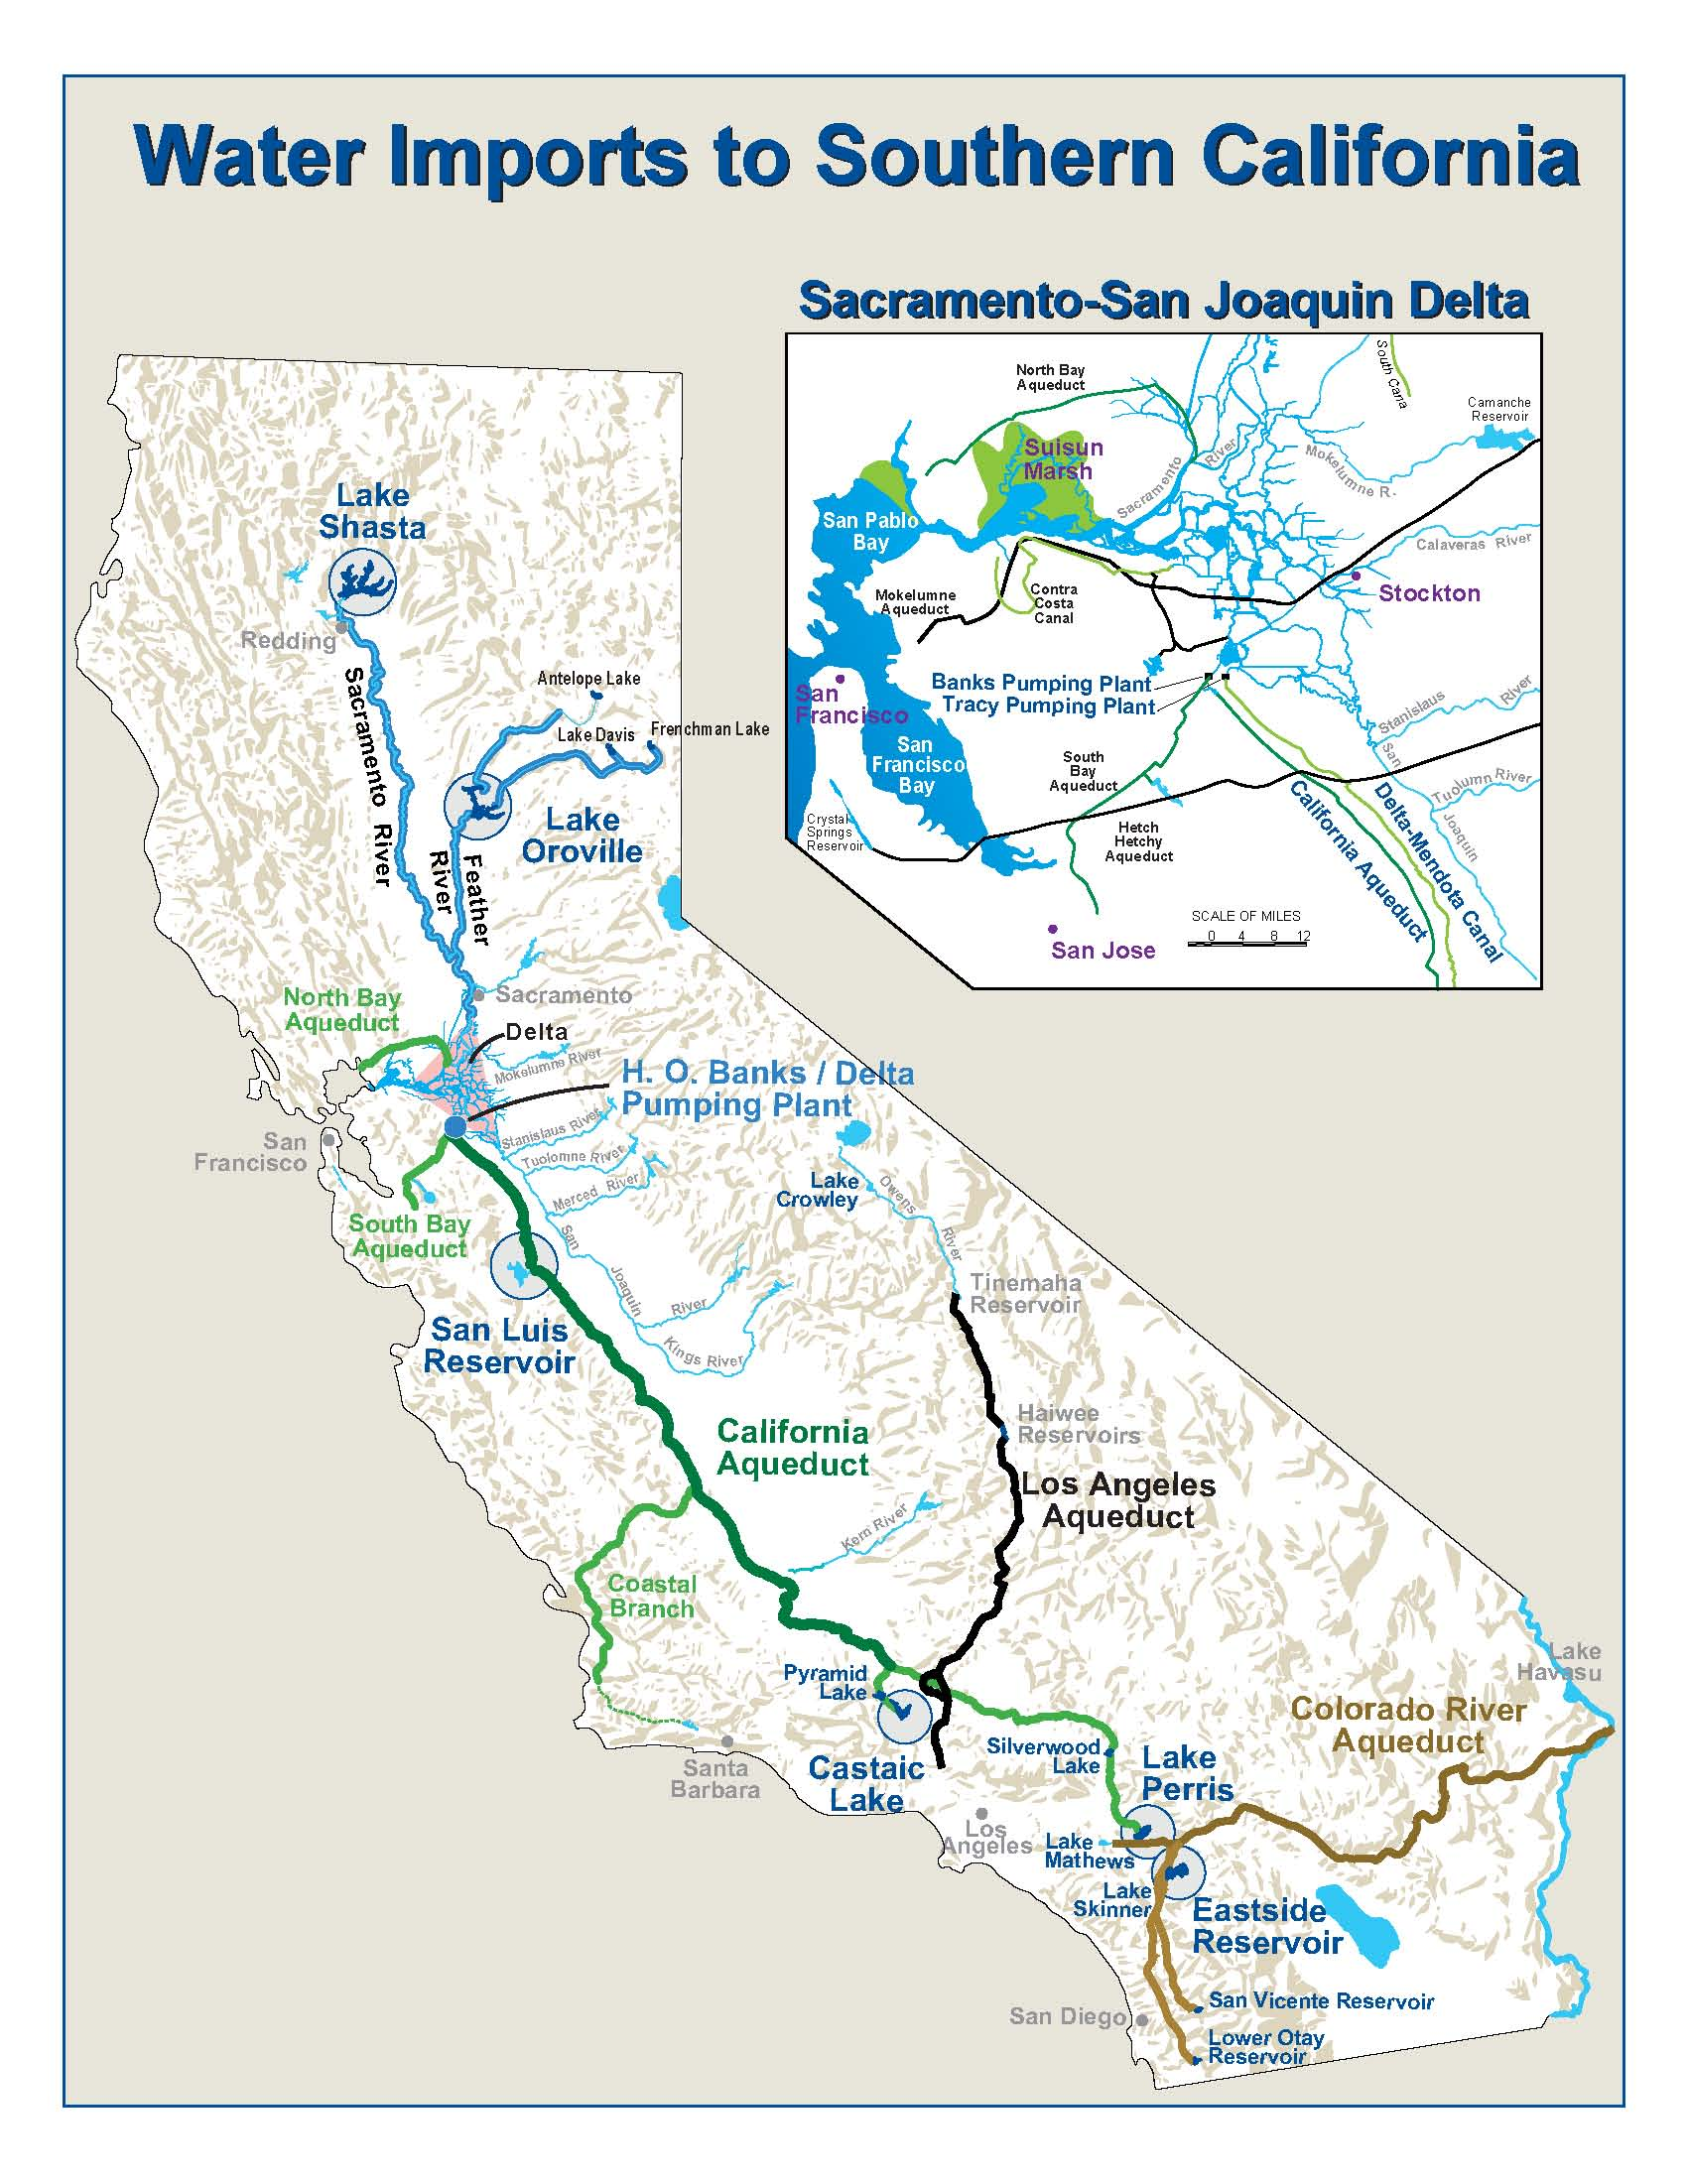 Water Imports to Southern California
Sacramento-San Joaquin Delta
North Bay
Aqueduct
South Cana
Camanche
Reservoir
Suisun
Marsh
Sacramento
River
Mokelumne R.
San Pablo
Bay
Calaveras River
Stockton
Mokelumne
Aqueduct
Contra
Costa
Canal
Banks Pumping Plant
Tracy Pumping Plant
San
Francisco
San
Francisco
Bay
South
Bay
Aqueduct
Stanislaus
River
San
Joaquin
Tuolumn River
Crystal
Springs
Reservoir
Hetch
Hetchy
Aqueduct
California Aqueduct
Delta-Mendota Canal
SCALE OF MILES
0 4 8 12
San Jose
Lake
Shasta
Redding
Sacramento River
Antelope Lake
Lake Davis
Frenchman Lake
Lake
Oroville
Feather
River
North Bay
Aqueduct
Sacramento
Delta
Mokelumne River
H. O. Banks / Delta
Pumping Plant
San
Francisco
Stanislaus River
Tuolomne River
Merced River
Lake
Crowley
Owens
River
South Bay
Aqueduct
San
Joaquin
River
Kings River
Tinemaha
Reservoir
San Luis
Reservoir
California
Aqueduct
Haiwee
Reservoirs
Los Angeles
Aqueduct
Kern River
Coastal
Branch
Pyramid
Lake
Lake
Havasu
Colorado River
Aqueduct
Silverwood
Lake
Lake
Perris
Castaic
Lake
Santa
Barbara
Los
Angeles
Lake
Mathews
Lake
Skinner
Eastside
Reservoir
San Vicente Reservoir
San Diego
Lower Otay
Reservoir